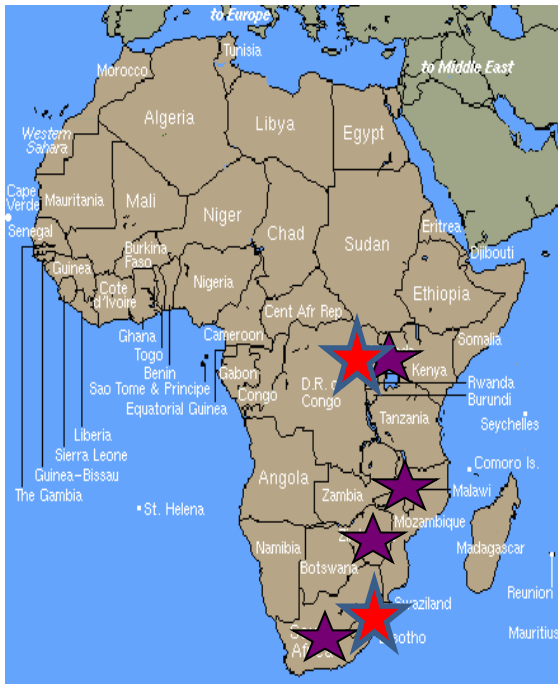 to Europe
Tunisia
to Middle East
Morocco
Algeria
Libya
Egypt
Western
Sahara
Cape
Verde
Mauritania
Mali
Niger
Chad
Sudan
Eritrea
Senegal
Djibouti
Burkina
Faso
Guinea
Nigeria
Cote
d'Ivoire
Ethiopia
Cent Afr Rep
Ghana
Togo
Benin
Cameroon
Somalia
Sao Tome & Principe
Equatorial Guinea
Gabon
Congo
D.R. of
Congo
Kenya
Rwanda
Burundi
Liberia
Sierra Leone
Guinea-Bissau
The Gambia
Tanzania
Seychelles
Comoro Is.
Angola
Zambia
Malawi
St. Helena
Mozambique
Madagascar
Namibia
Botswana
Reunion
Swaziland
Mauritius